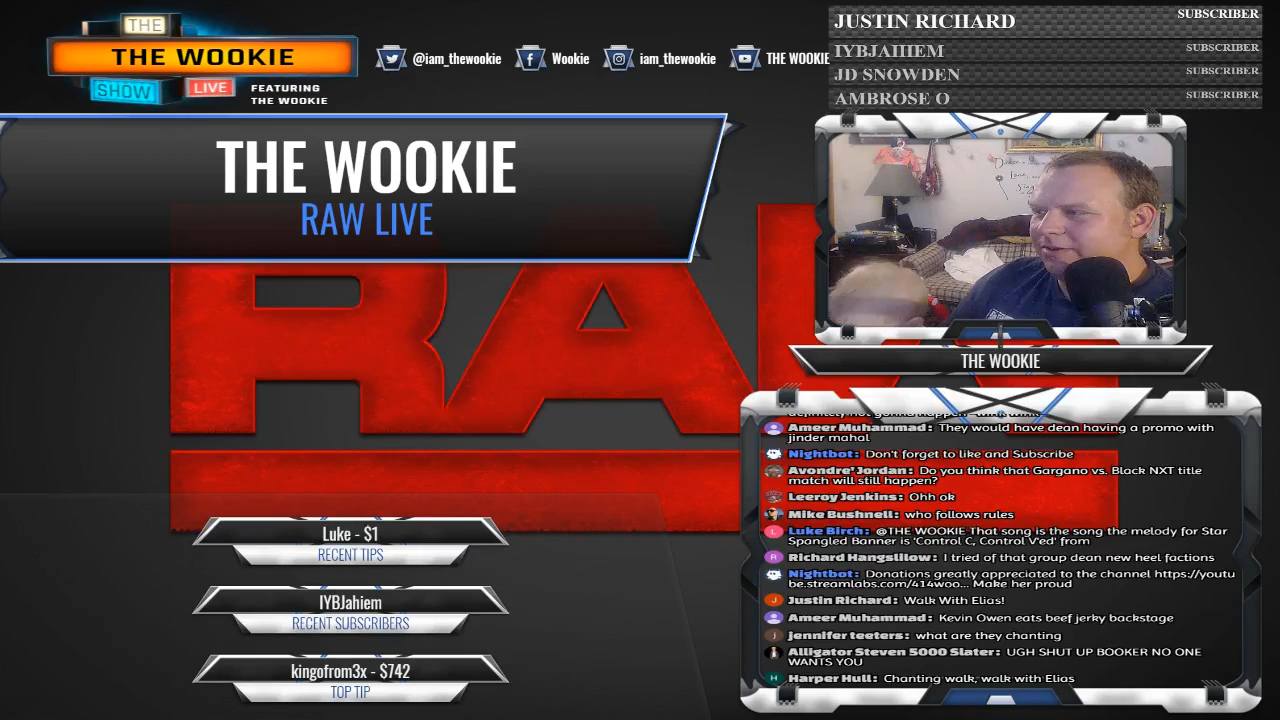 THE
THE WOOKIE
SHOW
LIVE
FEATURING
THE WOOKIE
@iam_thewookie
Wookie
iam_thewookie
THE WOOKIE
JUSTIN RICHARD SUBSCRIBER
IYBJAHIEM SUBSCRIBER
JD SNOWDEN SUBSCRIBER
AMBROSE O SUBSCRIBER
THE WOOKIE
RAW LIVE
RAW
THE WOOKIE
Ameer Muhammad: They would have dean having a promo with
jinder mahal
Nightbot: Don't forget to like and Subscribe
Avondre' Jordan: Do you think that Gargano vs. Black NXT title
match will still happen?
Leeroy Jenkins: Ohh ok
Mike Bushnell: who follows rules
Luke Birch: @THE WOOKIE That song is the song the melody for Star
Spangled Banner is 'Control C, Control V'ed' from
Richard Hangslilow: I tried of that group dean new heel factions
Nightbot: Donations greatly appreciated to the channel https://youtu
be.streamlabs.com/414woo... Make her proud
Justin Richard: Walk With Elias!
Ameer Muhammad: Kevin Owen eats beef jerky backstage
jennifer teeters: what are they chanting
Alligator Steven 5000 Slater: UGH SHUT UP BOOKER NO ONE
WANTS YOU
Harper Hull: Chanting walk, walk with Elias
Luke - $1
RECENT TIPS
IYBJahiem
RECENT SUBSCRIBERS
kingofrom3x - $742
TOP TIP